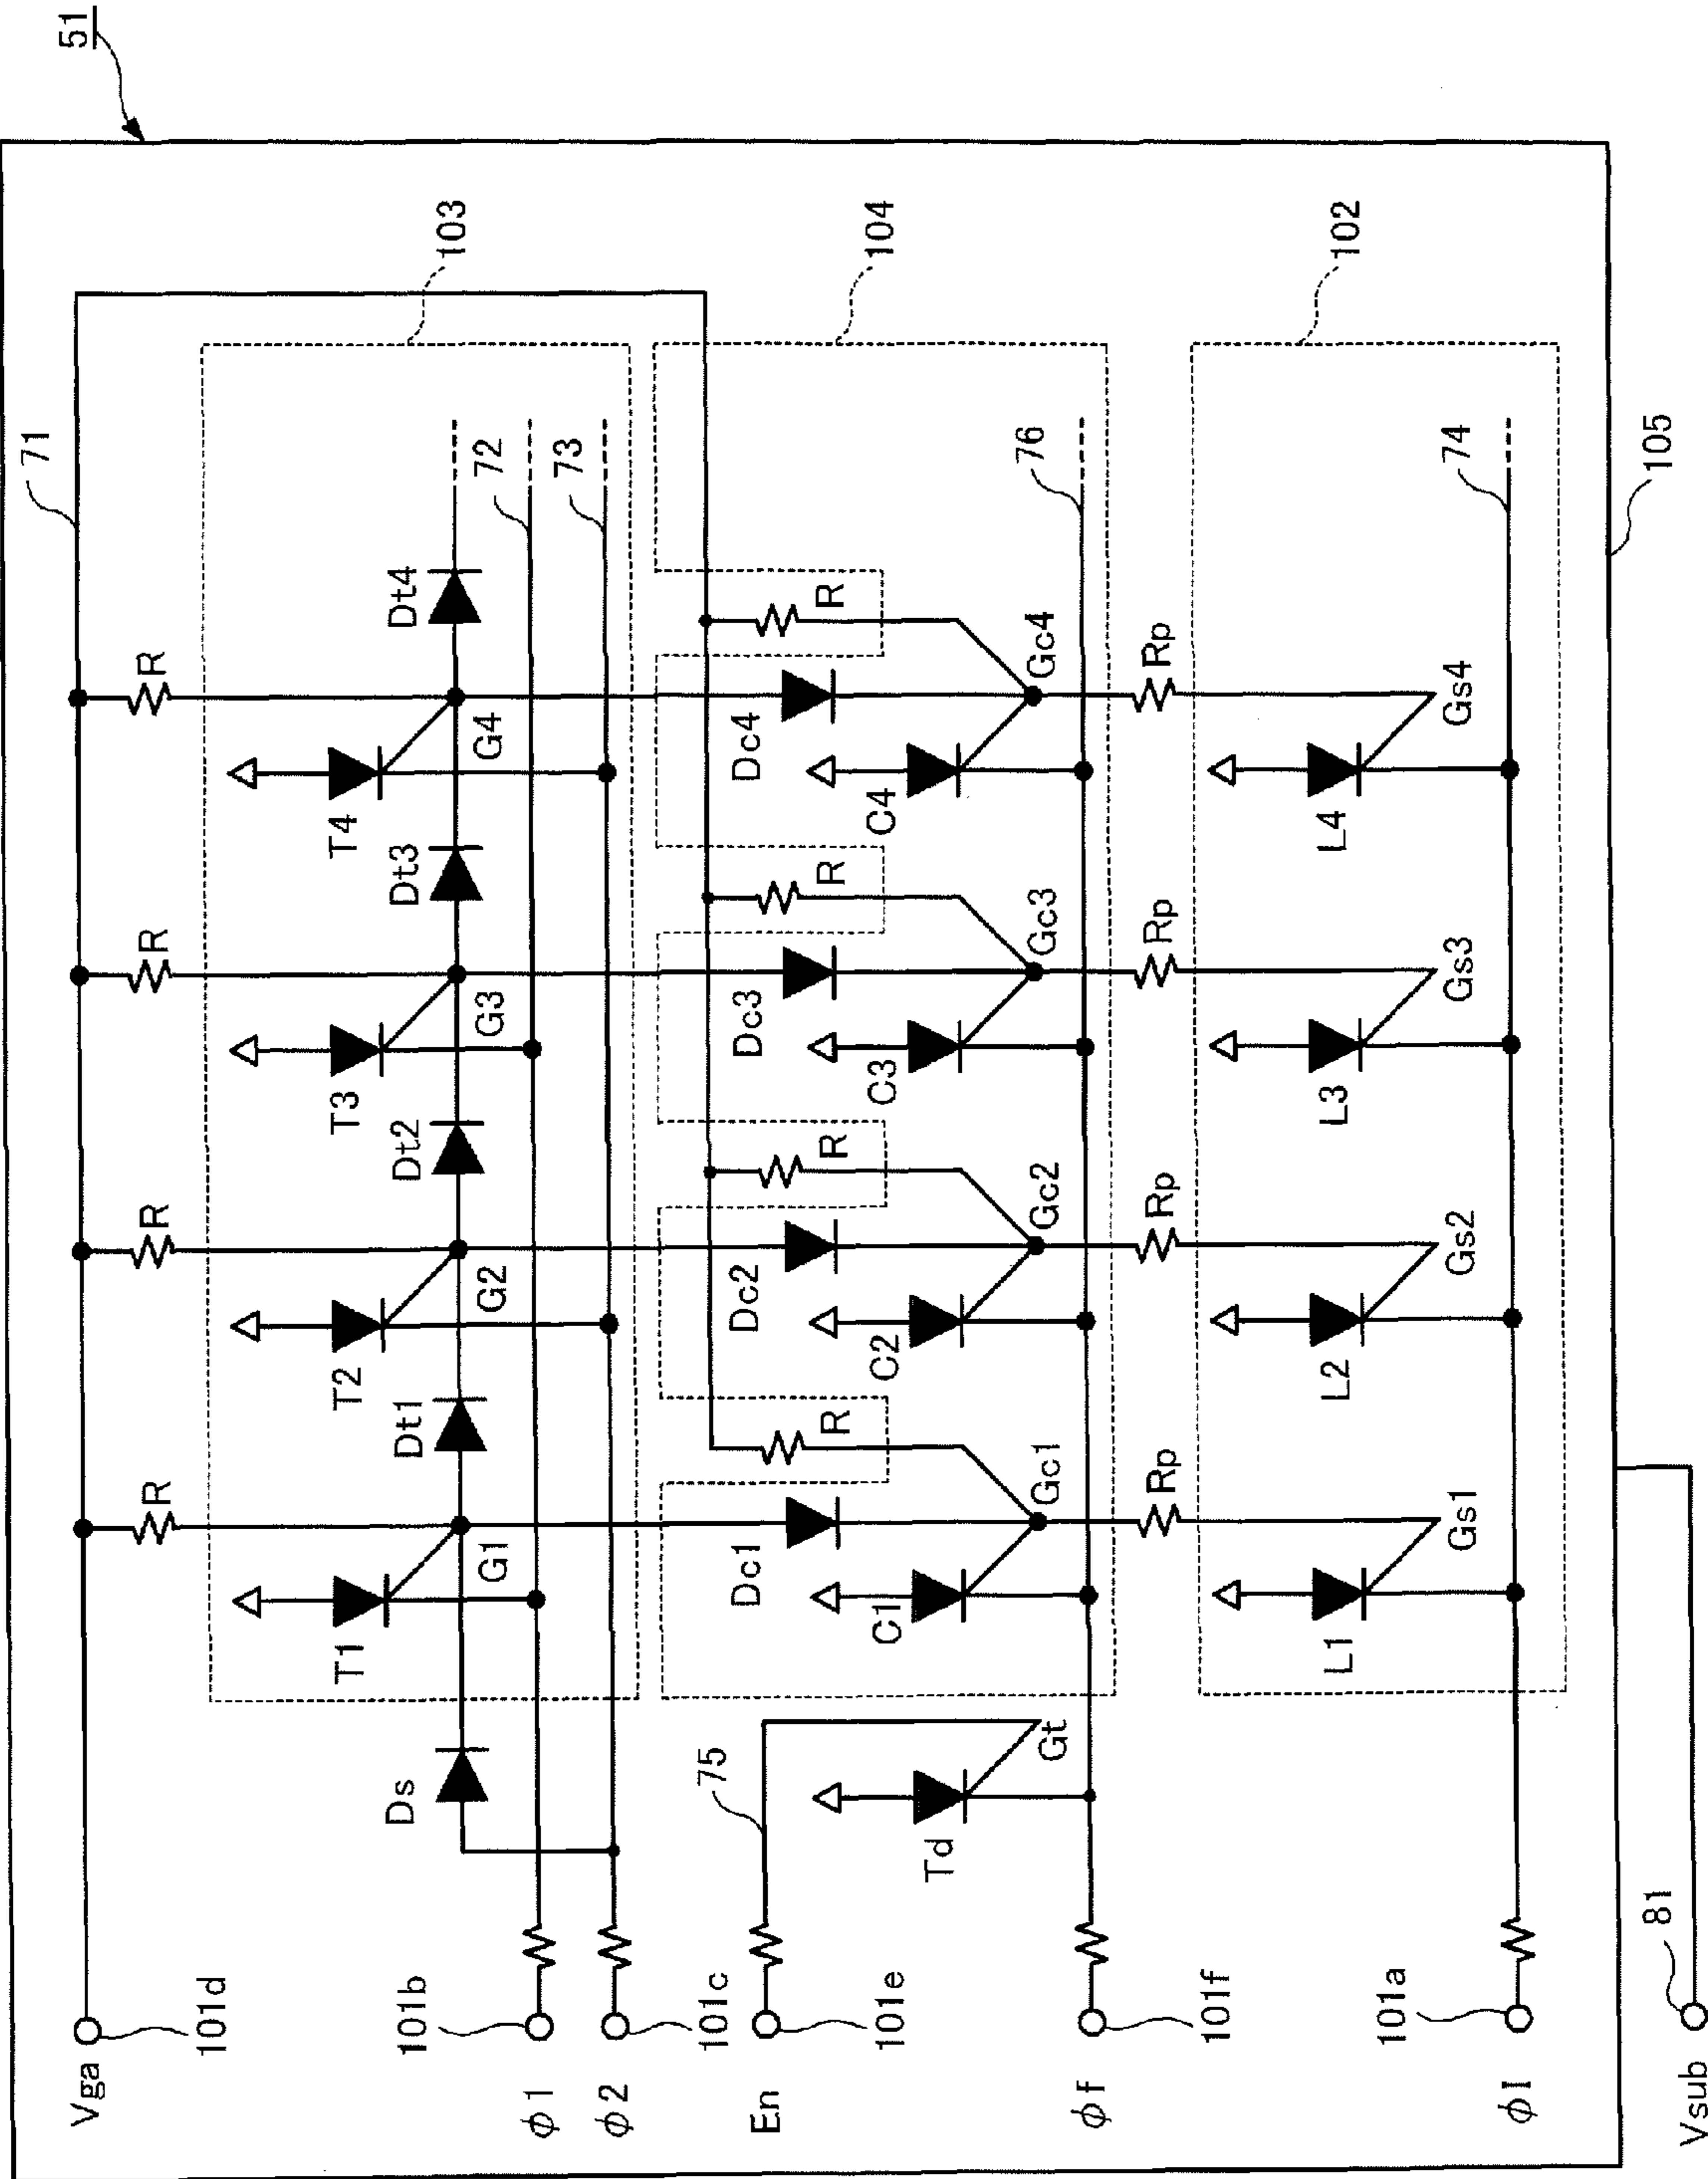 51
71
Vga
101d
R
R
R
R
103
T1
T2
T3
T4
Ds
Dt1
Dt2
Dt3
Dt4
G1
G2
G3
G4
72
73
101b
φ1
φ2
101c
104
75
En
101e
Dc1
Dc2
Dc3
Dc4
R
R
R
R
Td
C1
C2
C3
C4
Gt
Gc1
Gc2
Gc3
Gc4
76
φf
101f
Rp
Rp
Rp
Rp
102
L1
L2
L3
L4
Gs1
Gs2
Gs3
Gs4
74
101a
φI
105
81
Vsub